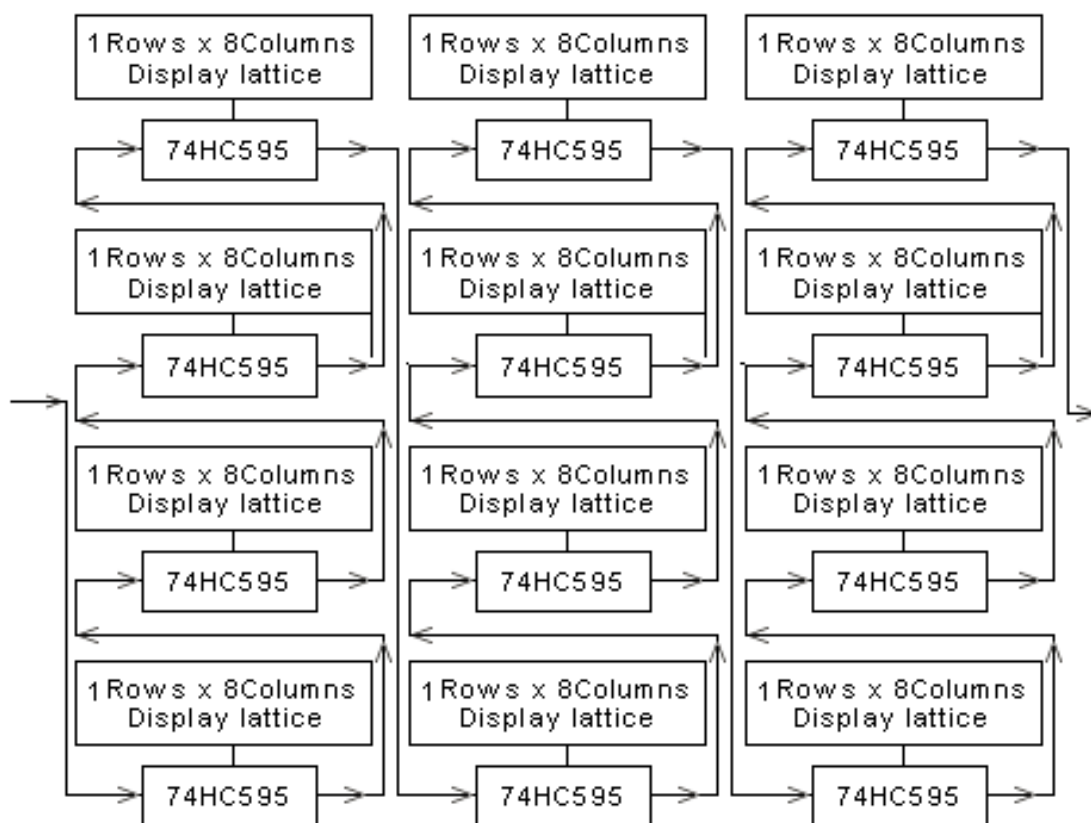 1Rows x 8Columns
Display lattice
74HC595
1Rows x 8Columns
Display lattice
74HC595
1Rows x 8Columns
Display lattice
74HC595
1Rows x 8Columns
Display lattice
74HC595
1Rows x 8Columns
Display lattice
74HC595
1Rows x 8Columns
Display lattice
74HC595
1Rows x 8Columns
Display lattice
74HC595
1Rows x 8Columns
Display lattice
74HC595
1Rows x 8Columns
Display lattice
74HC595
1Rows x 8Columns
Display lattice
74HC595
1Rows x 8Columns
Display lattice
74HC595
1Rows x 8Columns
Display lattice
74HC595